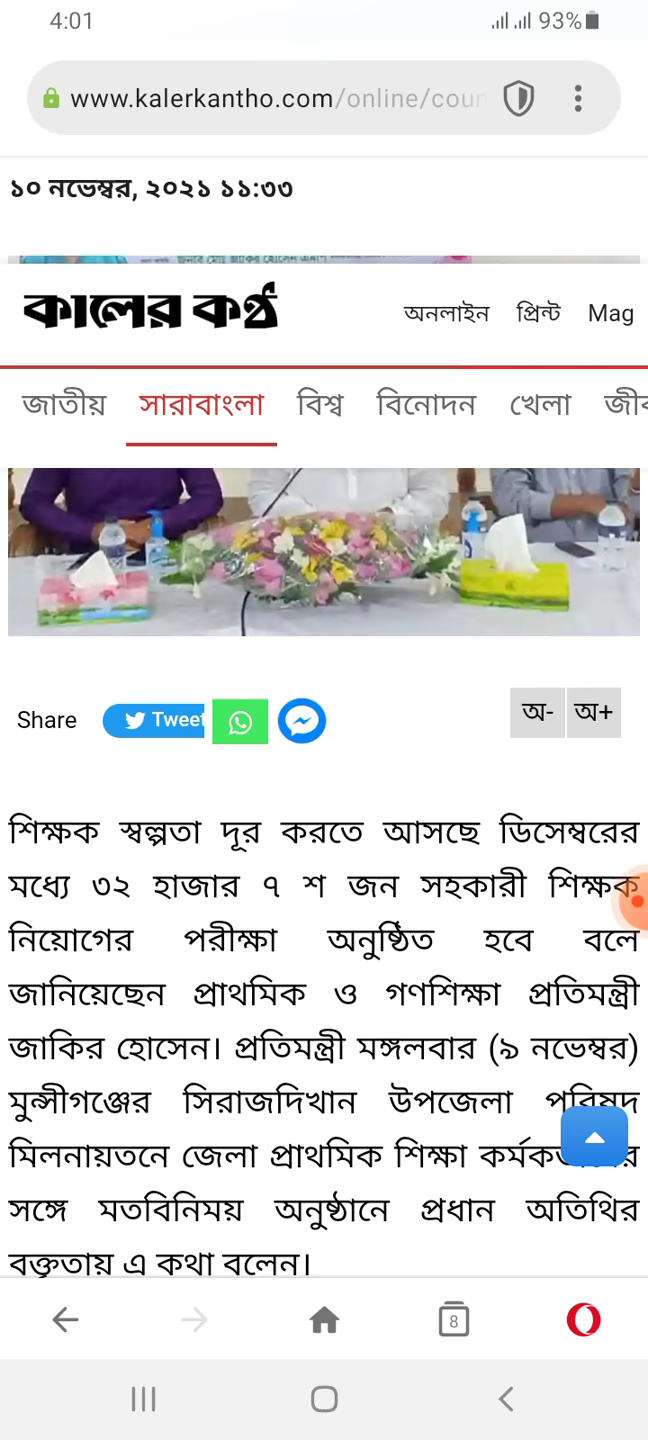 4:01 93%
www.kalerkantho.com/online/coun
১০ নভেম্বর, ২০২১ ১১:৩৩
কালের কণ্ঠ অনলাইন প্রিন্ট Mag
জাতীয় সারাবাংলা বিশ্ব বিনোদন খেলা জী
Share Tweet অ- অ+
শিক্ষক স্বল্পতা দূর করতে আসছে ডিসেম্বরের
মধ্যে ৩২ হাজার ৭ শ জন সহকারী শিক্ষক
নিয়োগের পরীক্ষা অনুষ্ঠিত হবে বলে
জানিয়েছেন প্রাথমিক ও গণশিক্ষা প্রতিমন্ত্রী
জাকির হোসেন। প্রতিমন্ত্রী মঙ্গলবার (৯ নভেম্বর)
মুন্সীগঞ্জের সিরাজদিখান উপজেলা পরিষদ
মিলনায়তনে জেলা প্রাথমিক শিক্ষা
সঙ্গে মতবিনিময় অনুষ্ঠানে প্রধান অতিথির
বক্তৃতায় এ কথা বলেন।
8